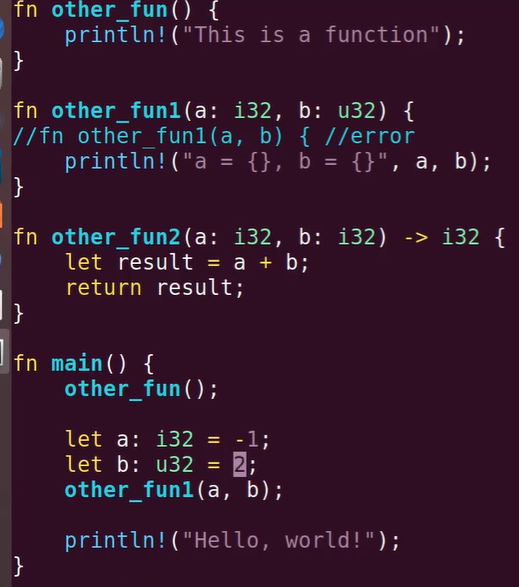 fn other_fun() {
    println!("This is a function");
}

fn other_fun1(a: i32, b: u32) {
//fn other_fun1(a, b) { //error
    println!("a = {}, b = {}", a, b);
}

fn other_fun2(a: i32, b: i32) -> i32 {
    let result = a + b;
    return result;
}

fn main() {
    other_fun();

    let a: i32 = -1;
    let b: u32 = 2;
    other_fun1(a, b);

    println!("Hello, world!");
}